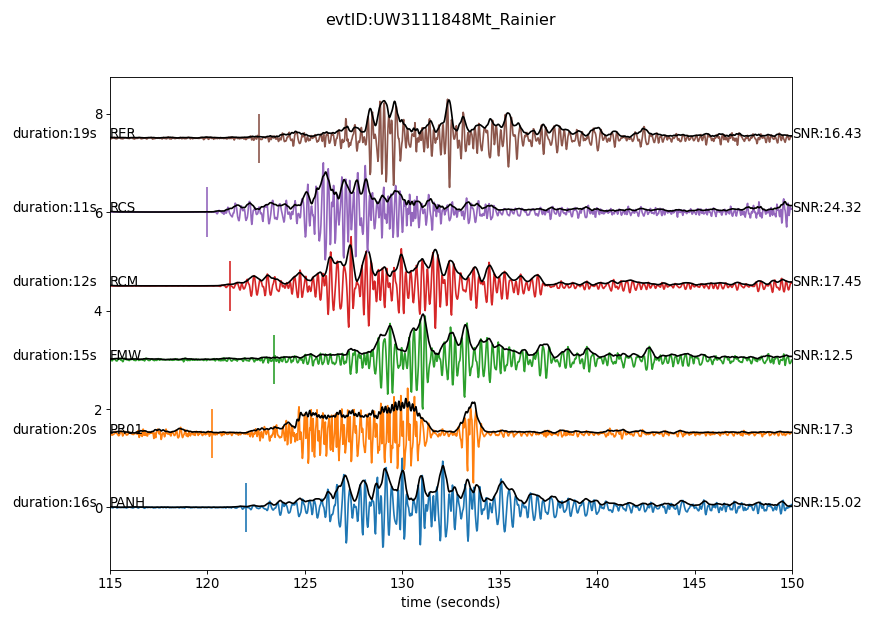 evtID:UW3111848Mt_Rainier
8
duration:19s RER SNR:16.43
duration:11s RCS SNR:24.32
6
duration:12s RCM SNR:17.45
4
duration:15s FMW SNR:12.5
2
duration:20s PR01 SNR:17.3
duration:16s PANH SNR:15.02
0
115 120 125 130 135 140 145 150
time (seconds)